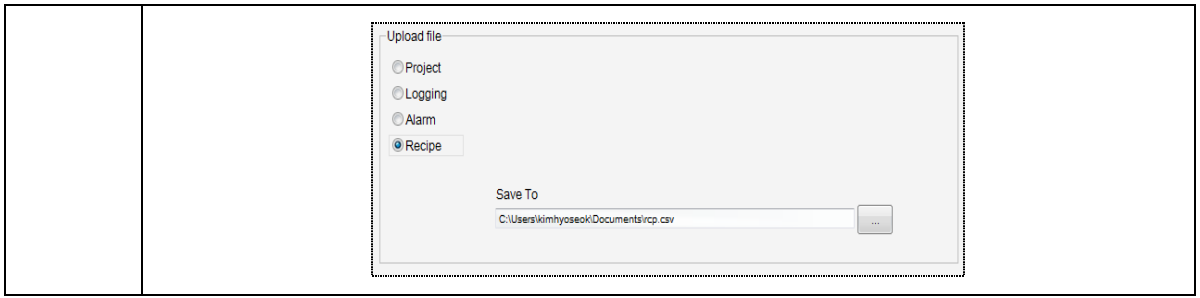 Upload file
Project
Logging
Alarm
Recipe
Save To
C:\Users\kimhyoseok\Documents\rcp.csv
...